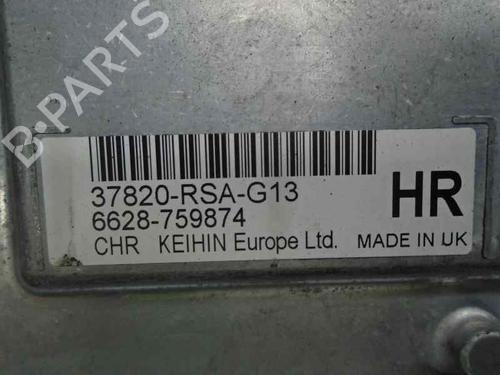 B-PARTS
37820-RSA-G13
6628-759874
HR
CHR KEIHIN Europe Ltd. MADE IN UK